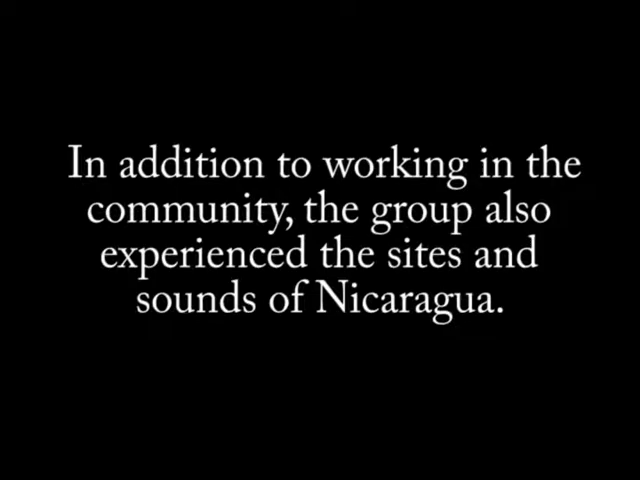 In addition to working in the
community, the group also
experienced the sites and
sounds of Nicaragua.